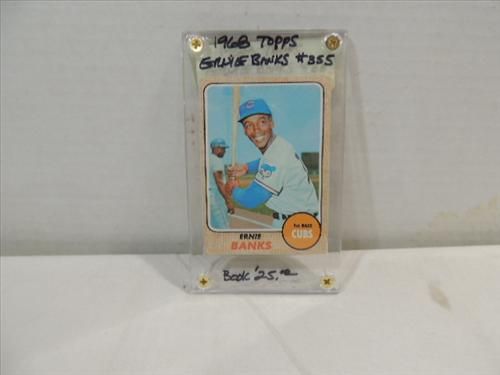 1968 TOPPS
ERNIE BANKS #355
ERNIE
BANKS
1st BASE
CUBS
BOOK $25.00